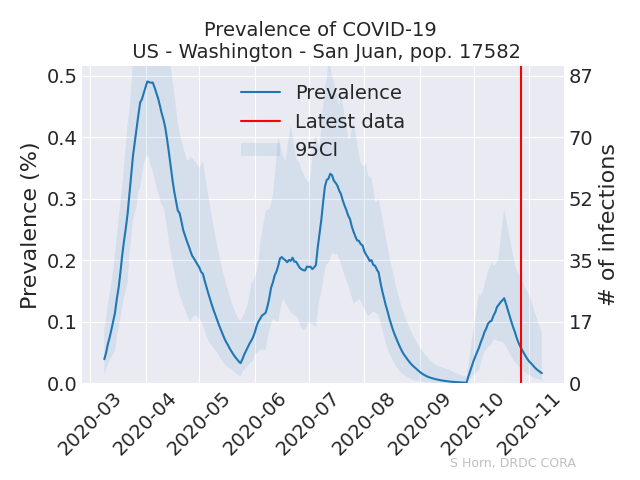 Prevalence of COVID-19
US - Washington - San Juan, pop. 17582
Prevalence
Latest data
95CI
Prevalence (%)
0.5
0.4
0.3
0.2
0.1
0.0
87
70
52
35
17
0
# of infections
2020-03
2020-04
2020-05
2020-06
2020-07
2020-08
2020-09
2020-10
2020-11
S Horn, DRDC CORA